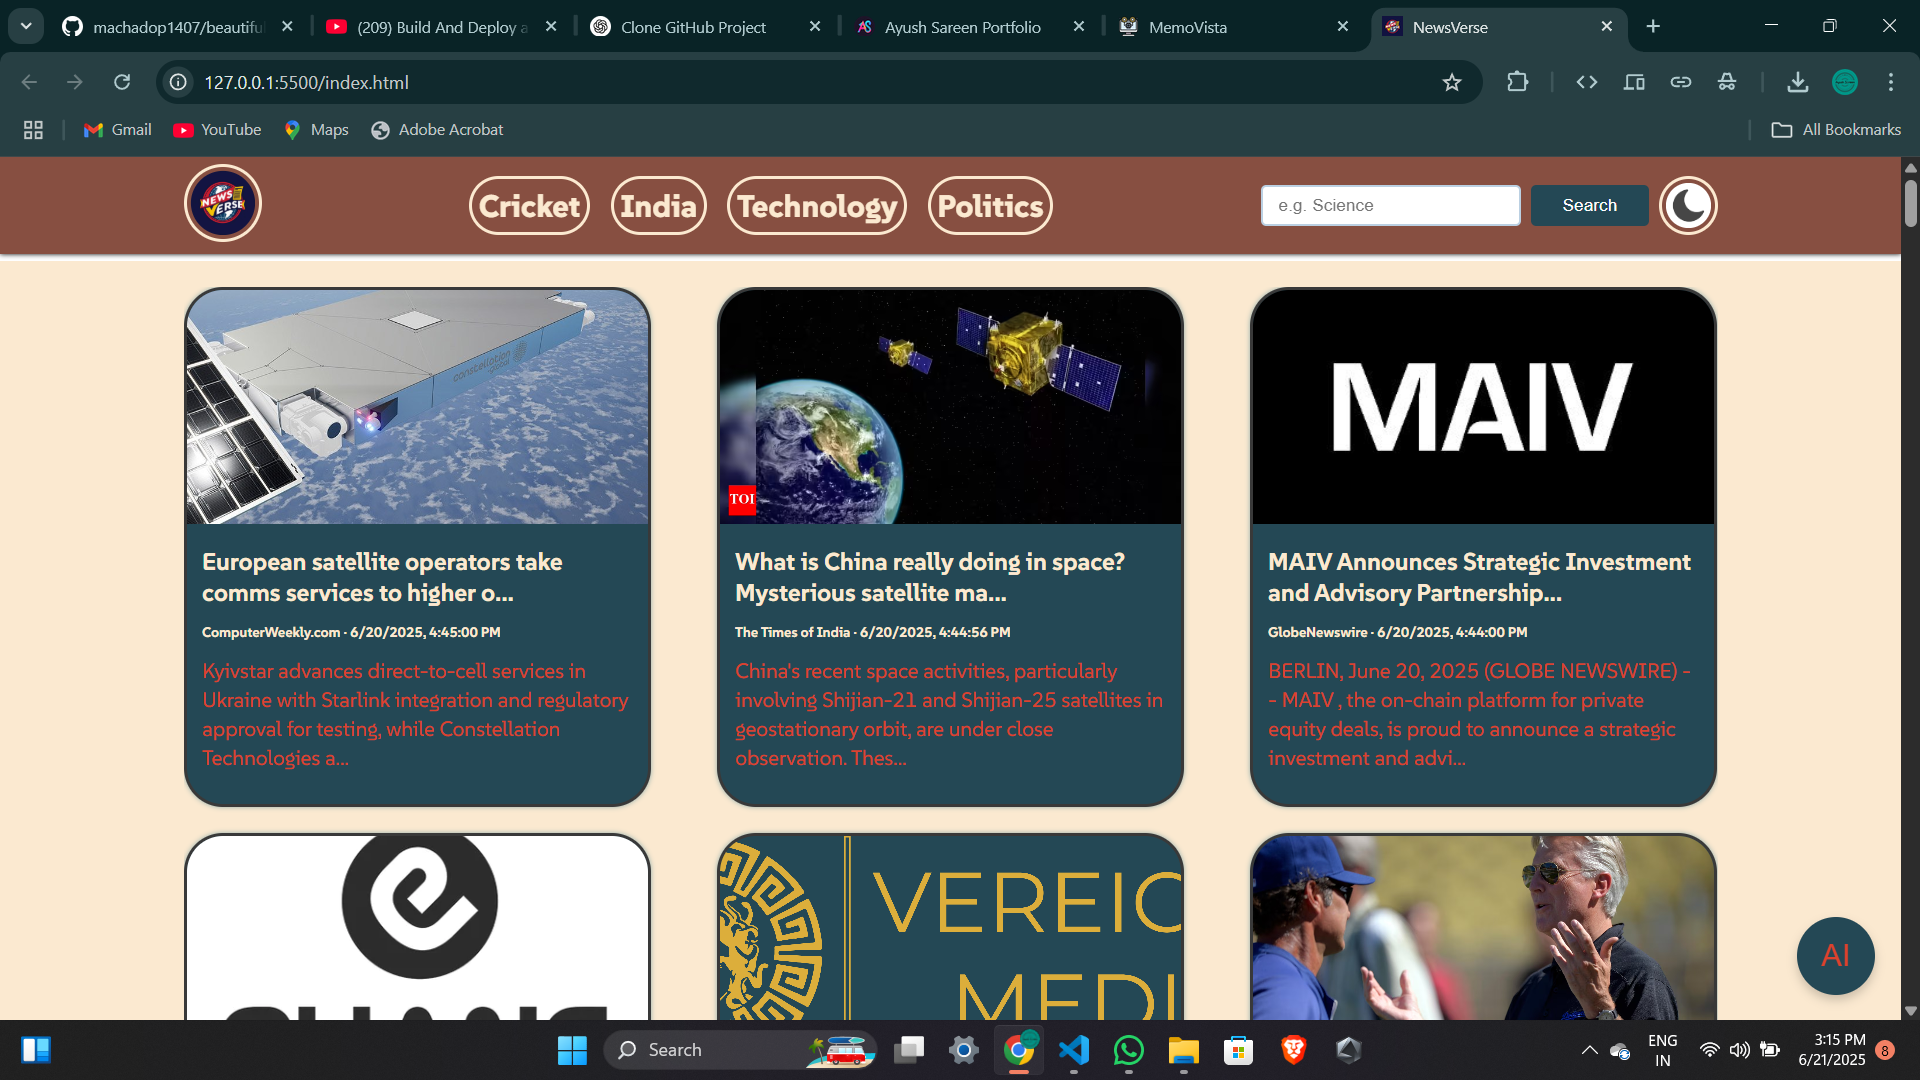 machadop1407/beautifu
(209) Build And Deploy a
Clone GitHub Project
Ayush Sareen Portfolio
MemoVista
NewsVerse
127.0.0.1:5500/index.html
Gmail
YouTube
Maps
Adobe Acrobat
All Bookmarks
NEWS
VERSE
Cricket
India
Technology
Politics
e.g. Science
Search
constellation
global
TOI
MAIV
European satellite operators take
comms services to higher o...
ComputerWeekly.com · 6/20/2025, 4:45:00 PM
Kyivstar advances direct-to-cell services in
Ukraine with Starlink integration and regulatory
approval for testing, while Constellation
Technologies a...
What is China really doing in space?
Mysterious satellite ma...
The Times of India · 6/20/2025, 4:44:56 PM
China's recent space activities, particularly
involving Shijian-21 and Shijian-25 satellites in
geostationary orbit, are under close
observation. Thes...
MAIV Announces Strategic Investment
and Advisory Partnership...
GlobeNewswire · 6/20/2025, 4:44:00 PM
BERLIN, June 20, 2025 (GLOBE NEWSWIRE) -
- MAIV , the on-chain platform for private
equity deals, is proud to announce a strategic
investment and advi...
VEREIC
MEDI
AI
Search
ENG
IN
3:15 PM
6/21/2025
8